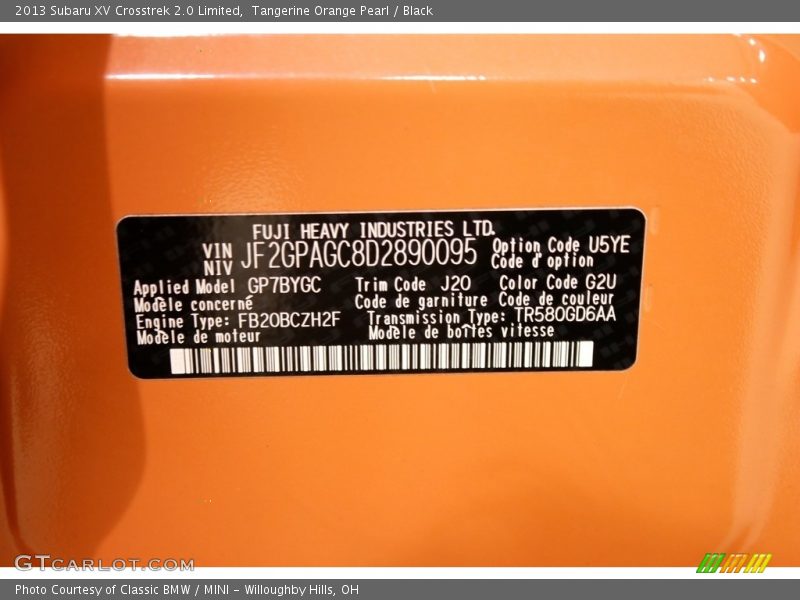 2013 Subaru XV Crosstrek 2.0 Limited, Tangerine Orange Pearl / Black
FUJI HEAVY INDUSTRIES LTD.
VIN JF2GPAGC8D2890095 Option Code U5YE
NIV Code d'option
Applied Model GP7BYGC Trim Code J20 Color Code G2U
Modèle concerné Code de garniture Code de couleur
Engine Type: FB20BCZH2F Transmission Type: TR580GD6AA
Modèle de moteur Modèle de boîtes vitesse
GTCARLOT.COM
Photo Courtesy of Classic BMW / MINI - Willoughby Hills, OH